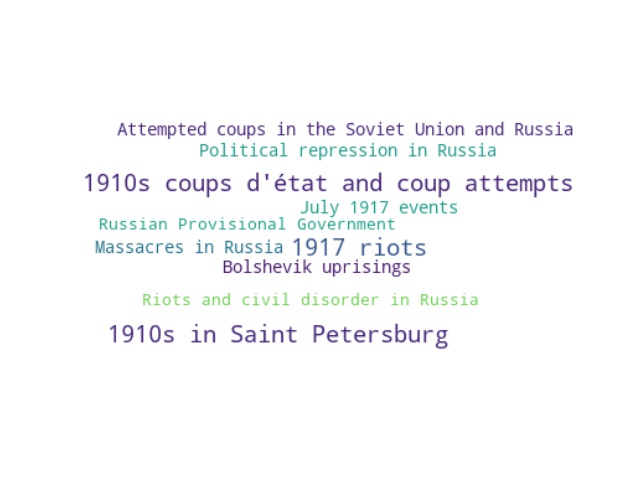 Attempted coups in the Soviet Union and Russia
Political repression in Russia
1910s coups d'état and coup attempts
July 1917 events
Russian Provisional Government
Massacres in Russia 1917 riots
Bolshevik uprisings
Riots and civil disorder in Russia
1910s in Saint Petersburg